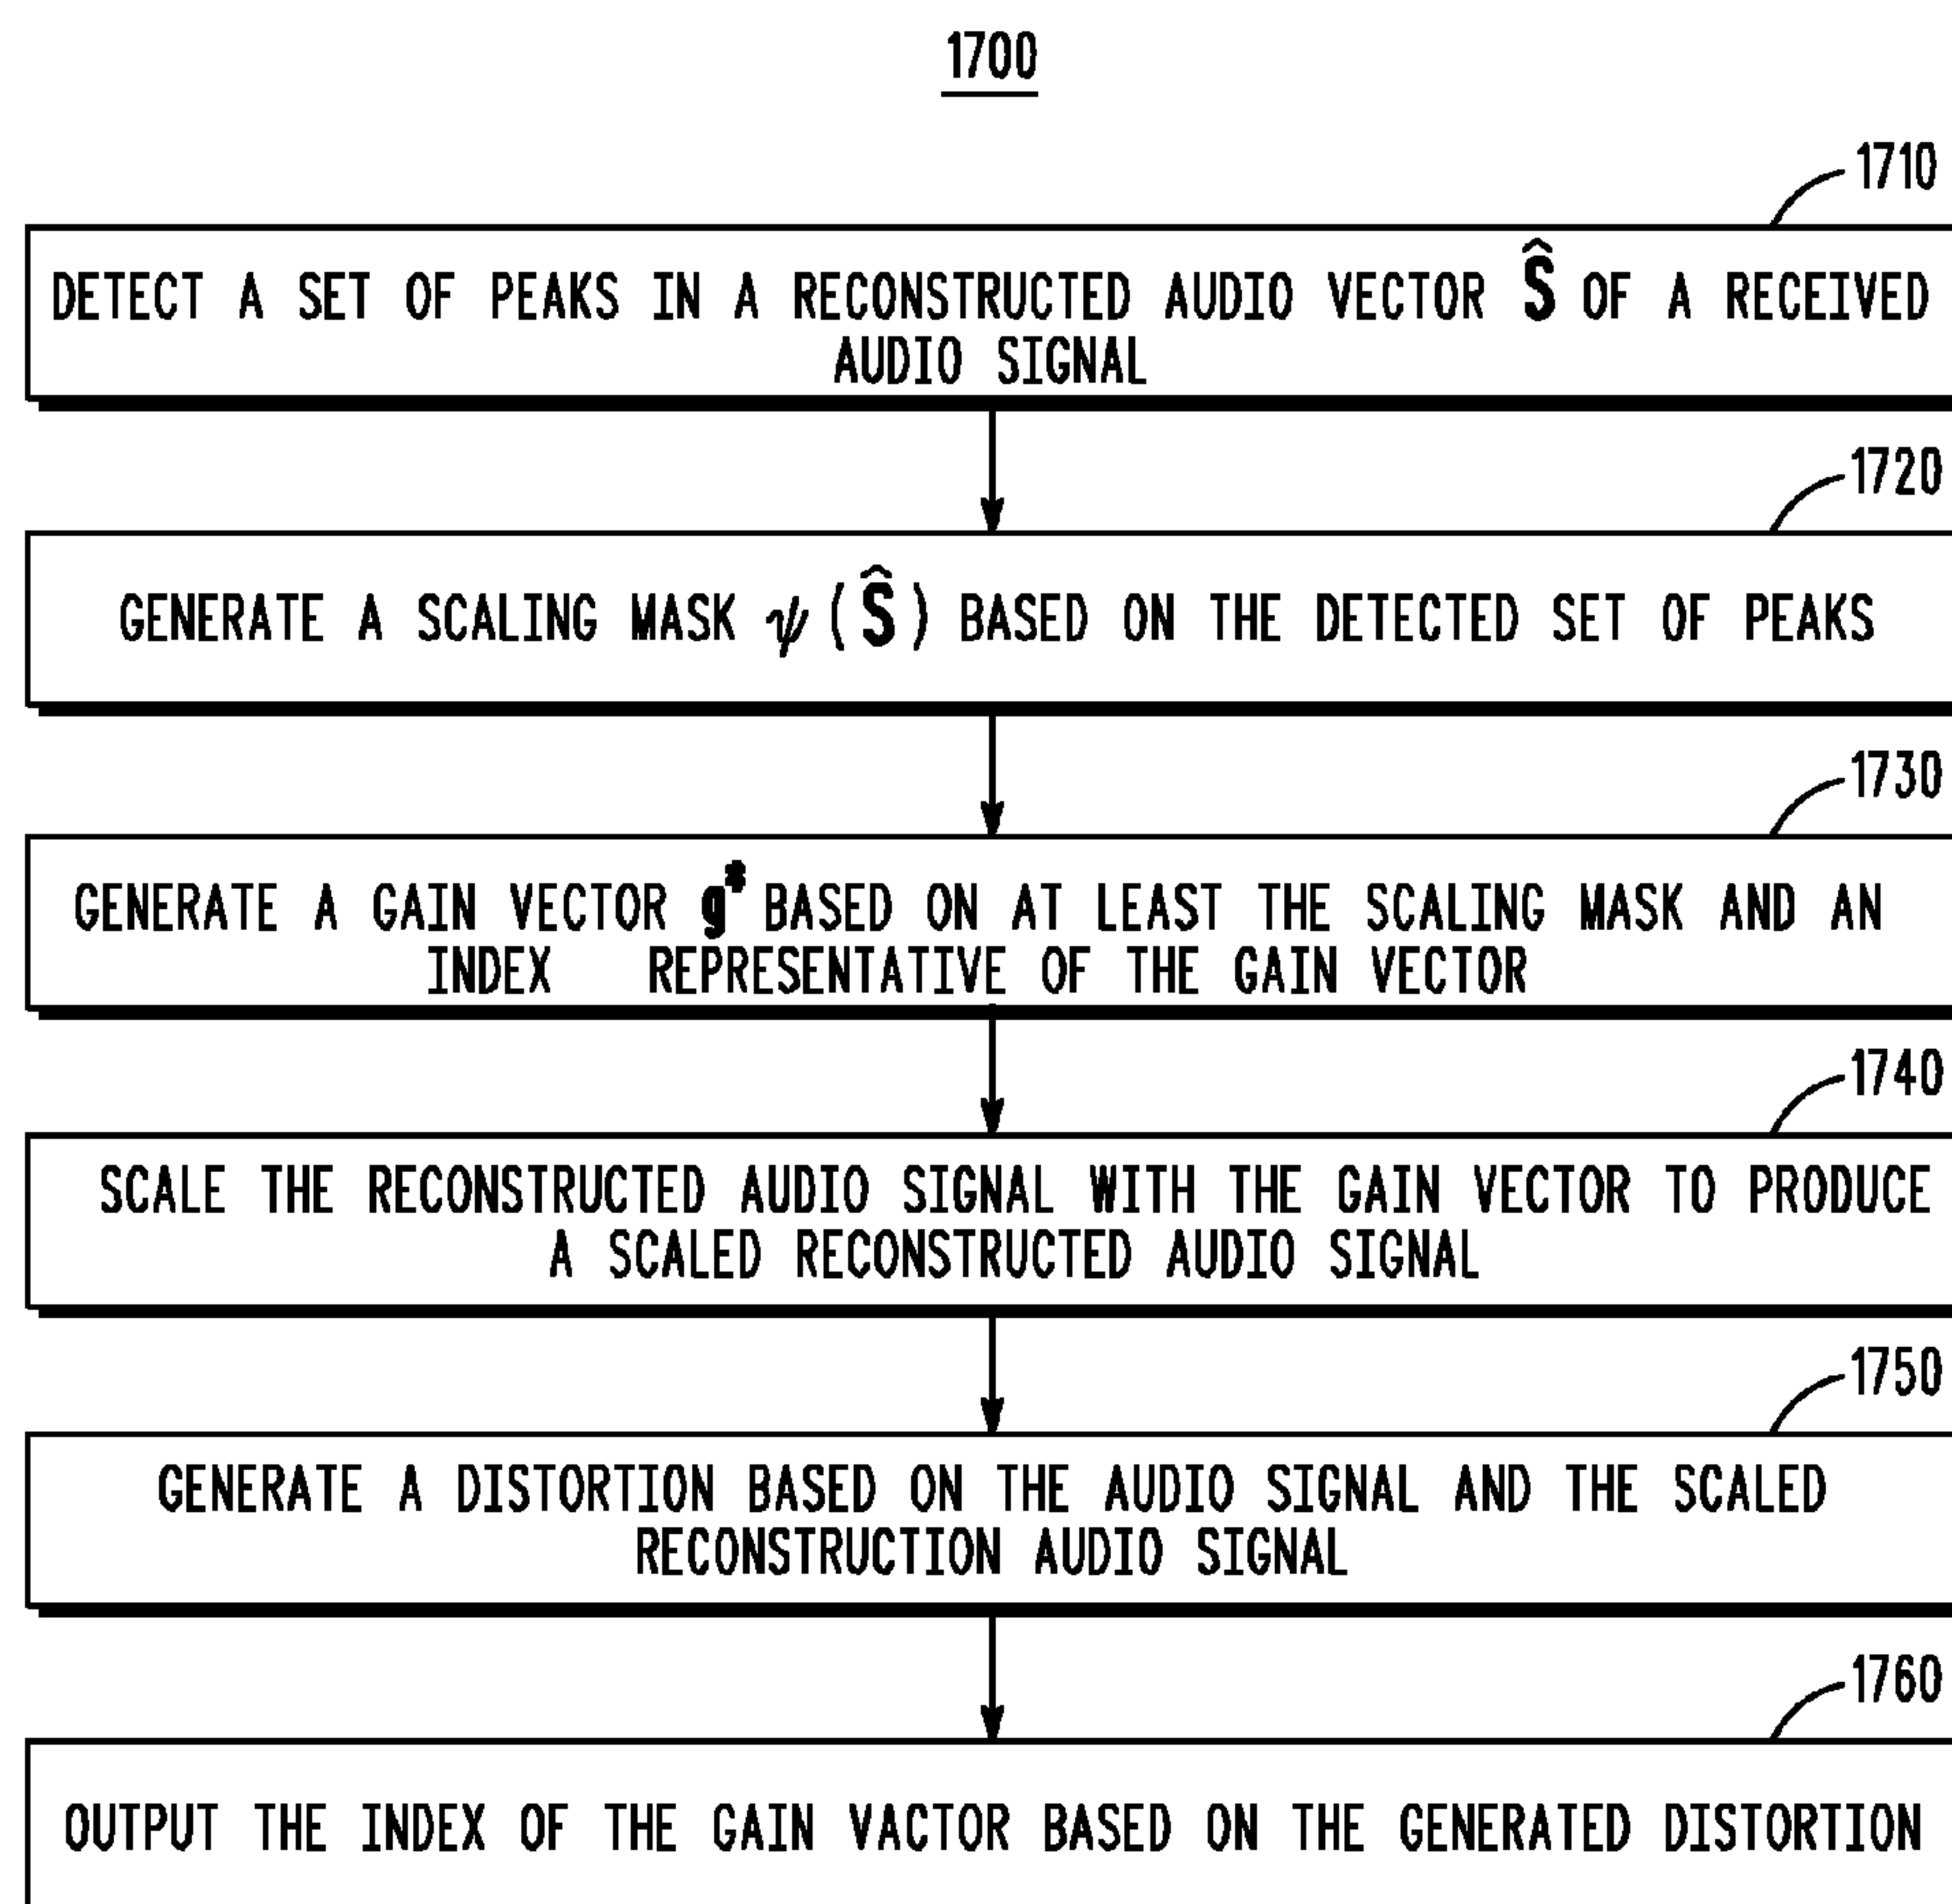 1700
1710
DETECT A SET OF PEAKS IN A RECONSTRUCTED AUDIO VECTOR Ŝ OF A RECEIVED
AUDIO SIGNAL
1720
GENERATE A SCALING MASK ψ (Ŝ) BASED ON THE DETECTED SET OF PEAKS
1730
GENERATE A GAIN VECTOR g* BASED ON AT LEAST THE SCALING MASK AND AN
INDEX REPRESENTATIVE OF THE GAIN VECTOR
1740
SCALE THE RECONSTRUCTED AUDIO SIGNAL WITH THE GAIN VECTOR TO PRODUCE
A SCALED RECONSTRUCTED AUDIO SIGNAL
1750
GENERATE A DISTORTION BASED ON THE AUDIO SIGNAL AND THE SCALED
RECONSTRUCTION AUDIO SIGNAL
1760
OUTPUT THE INDEX OF THE GAIN VACTOR BASED ON THE GENERATED DISTORTION